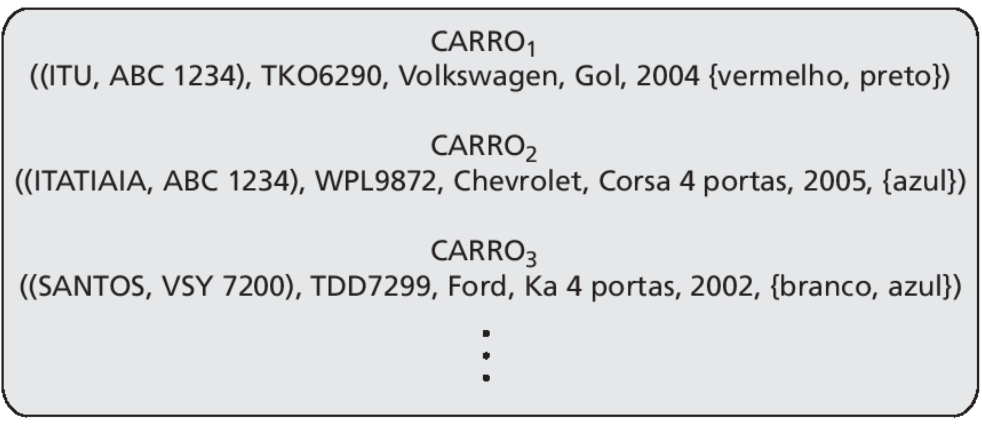 CARRO₁
((ITU, ABC 1234), TKO6290, Volkswagen, Gol, 2004 {vermelho, preto})
CARRO₂
((ITATIAIA, ABC 1234), WPL9872, Chevrolet, Corsa 4 portas, 2005, {azul})
CARRO₃
((SANTOS, VSY 7200), TDD7299, Ford, Ka 4 portas, 2002, {branco, azul})